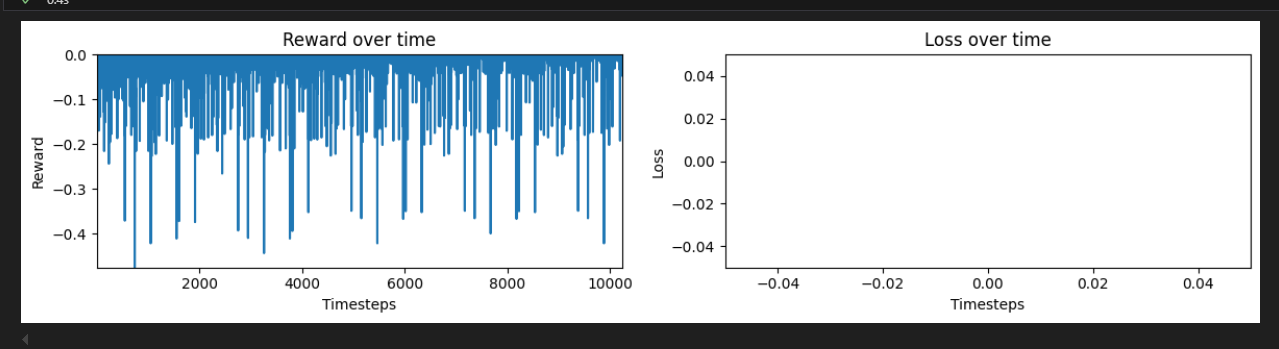 0.4s
Reward over time
0.0
−0.1
−0.2
−0.3
−0.4
Reward
2000 4000 6000 8000 10000
Timesteps
Loss over time
0.04
0.02
0.00
−0.02
−0.04
Loss
−0.04 −0.02 0.00 0.02 0.04
Timesteps